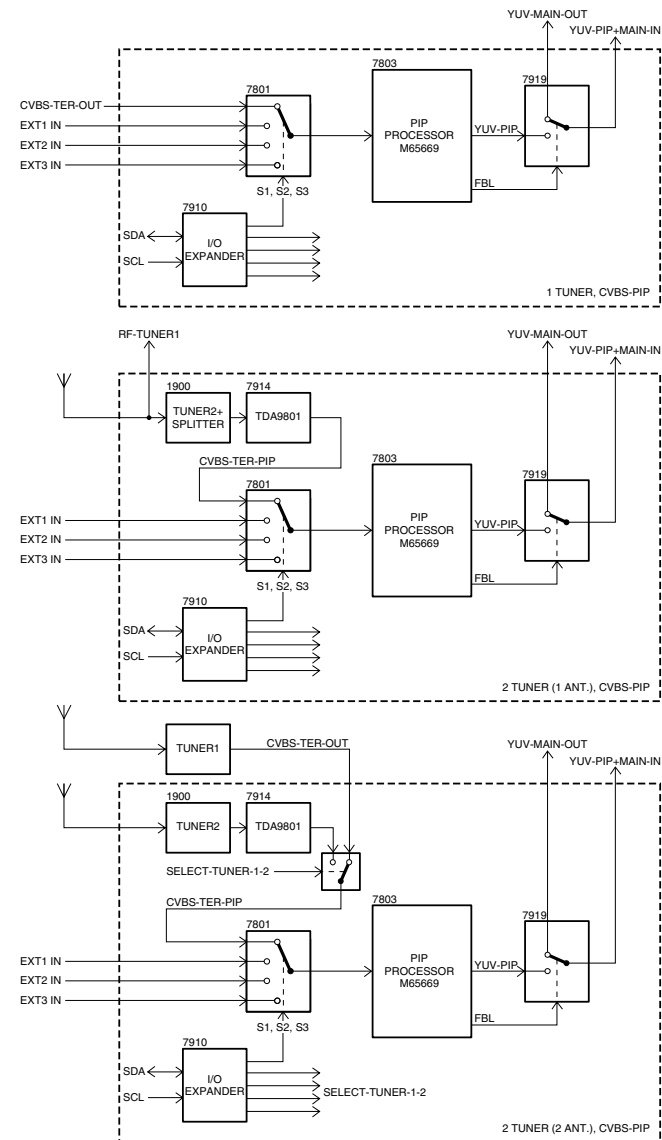 YUV-MAIN-OUT
YUV-PIP+MAIN-IN
7803
7801
7919
CVBS-TER-OUT
EXT1 IN
EXT2 IN
EXT3 IN
PIP
PROCESSOR
M65669
YUV-PIP
FBL
S1, S2, S3
7910
SDA
SCL
I/O
EXPANDER
1 TUNER, CVBS-PIP
RF-TUNER1
YUV-MAIN-OUT
YUV-PIP+MAIN-IN
1900
7914
TUNER2+
SPLITTER
TDA9801
CVBS-TER-PIP
7803
7801
7919
EXT1 IN
EXT2 IN
EXT3 IN
PIP
PROCESSOR
M65669
YUV-PIP
FBL
S1, S2, S3
7910
SDA
SCL
I/O
EXPANDER
2 TUNER (1 ANT.), CVBS-PIP
TUNER1
CVBS-TER-OUT
YUV-MAIN-OUT
YUV-PIP+MAIN-IN
1900
7914
TUNER2
TDA9801
SELECT-TUNER-1-2
CVBS-TER-PIP
7803
7801
7919
EXT1 IN
EXT2 IN
EXT3 IN
PIP
PROCESSOR
M65669
YUV-PIP
FBL
S1, S2, S3
7910
SDA
SCL
I/O
EXPANDER
SELECT-TUNER-1-2
2 TUNER (2 ANT.), CVBS-PIP